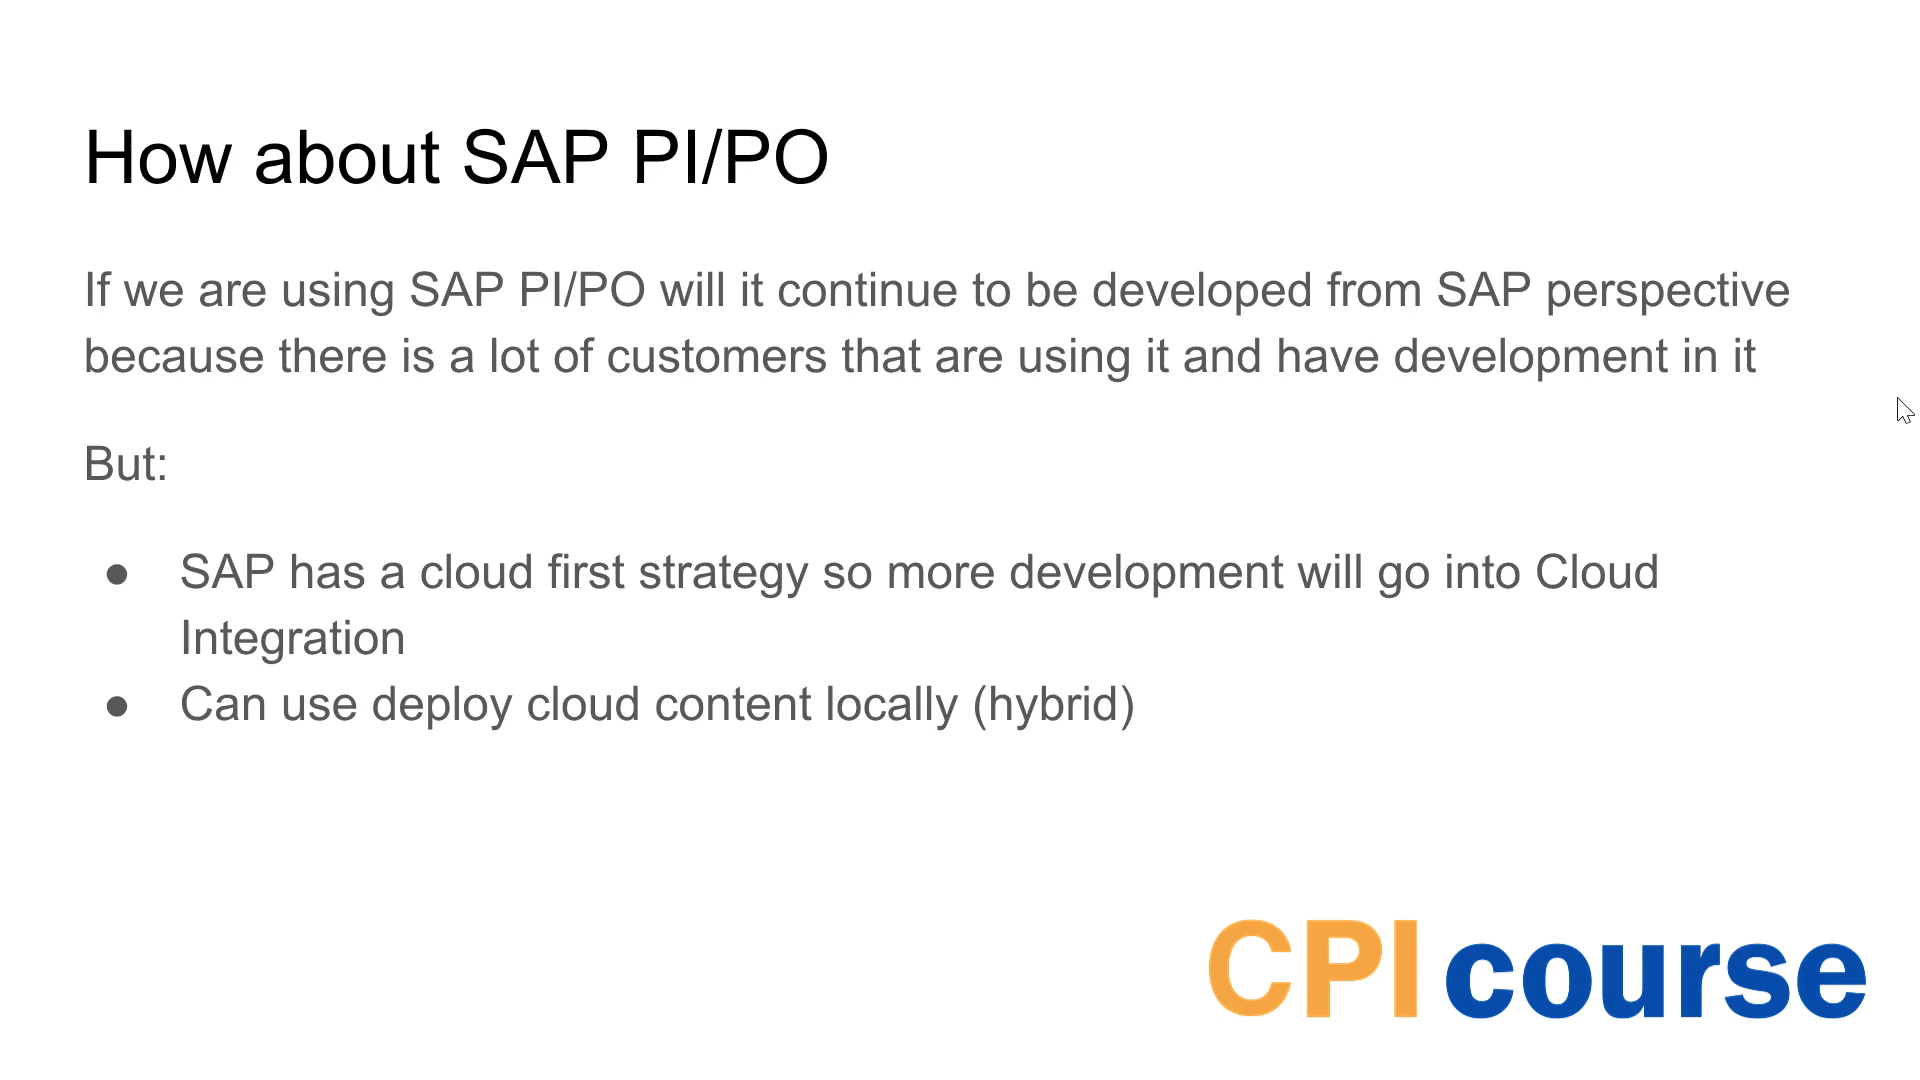 How about SAP PI/PO
If we are using SAP PI/PO will it continue to be developed from SAP perspective
because there is a lot of customers that are using it and have development in it
But:
● SAP has a cloud first strategy so more development will go into Cloud
Integration
● Can use deploy cloud content locally (hybrid)
CPI course